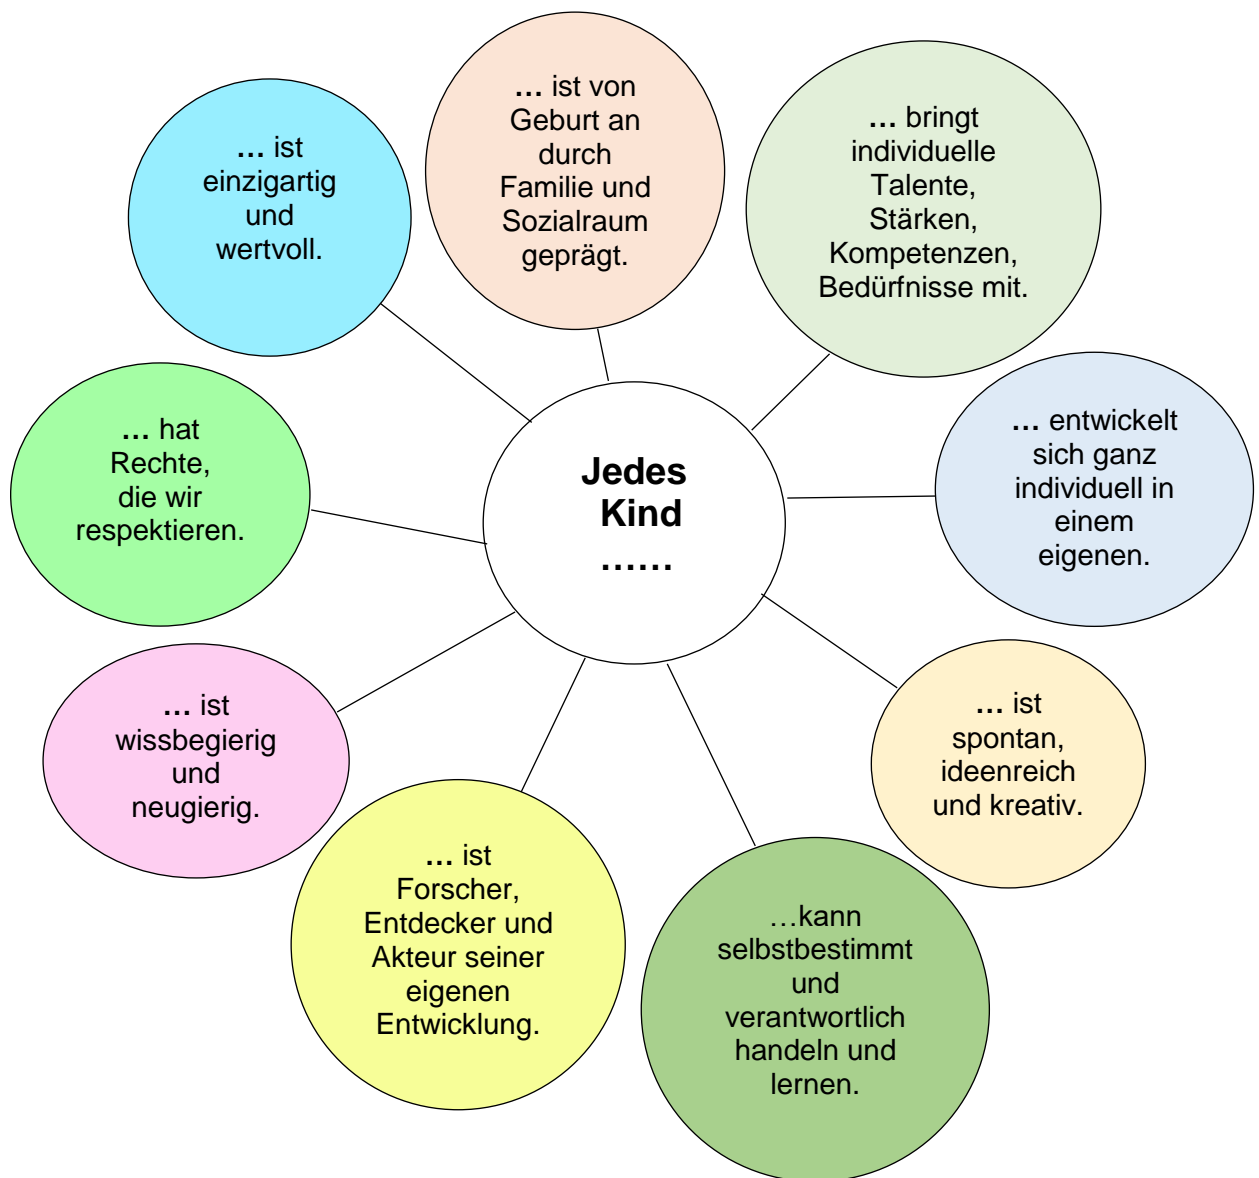 … ist von
Geburt an
durch
Familie und
Sozialraum
geprägt.
… bringt
individuelle
Talente,
Stärken,
Kompetenzen,
Bedürfnisse mit.
… ist
einzigartig
und
wertvoll.
… entwickelt
sich ganz
individuell in
einem
eigenen.
… hat
Rechte,
die wir
respektieren.
Jedes
Kind
……
… ist
wissbegierig
und
neugierig.
… ist
spontan,
ideenreich
und kreativ.
… ist
Forscher,
Entdecker und
Akteur seiner
eigenen
Entwicklung.
…kann
selbstbestimmt
und
verantwortlich
handeln und
lernen.